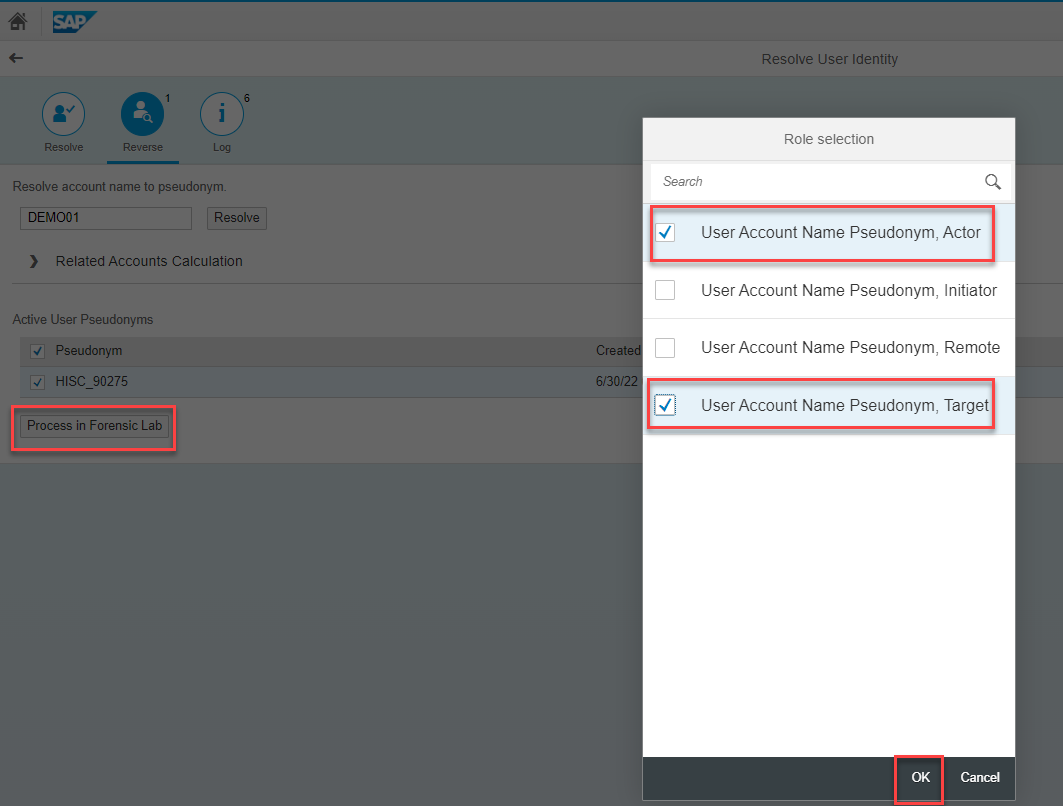 SAP
Resolve User Identity
1
6
Resolve
Reverse
Log
Resolve account name to pseudonym.
DEMO01
Resolve
Related Accounts Calculation
Active User Pseudonyms
Pseudonym
Created
HISC_90275
6/30/22
Process in Forensic Lab
Role selection
Search
User Account Name Pseudonym, Actor
User Account Name Pseudonym, Initiator
User Account Name Pseudonym, Remote
User Account Name Pseudonym, Target
OK
Cancel